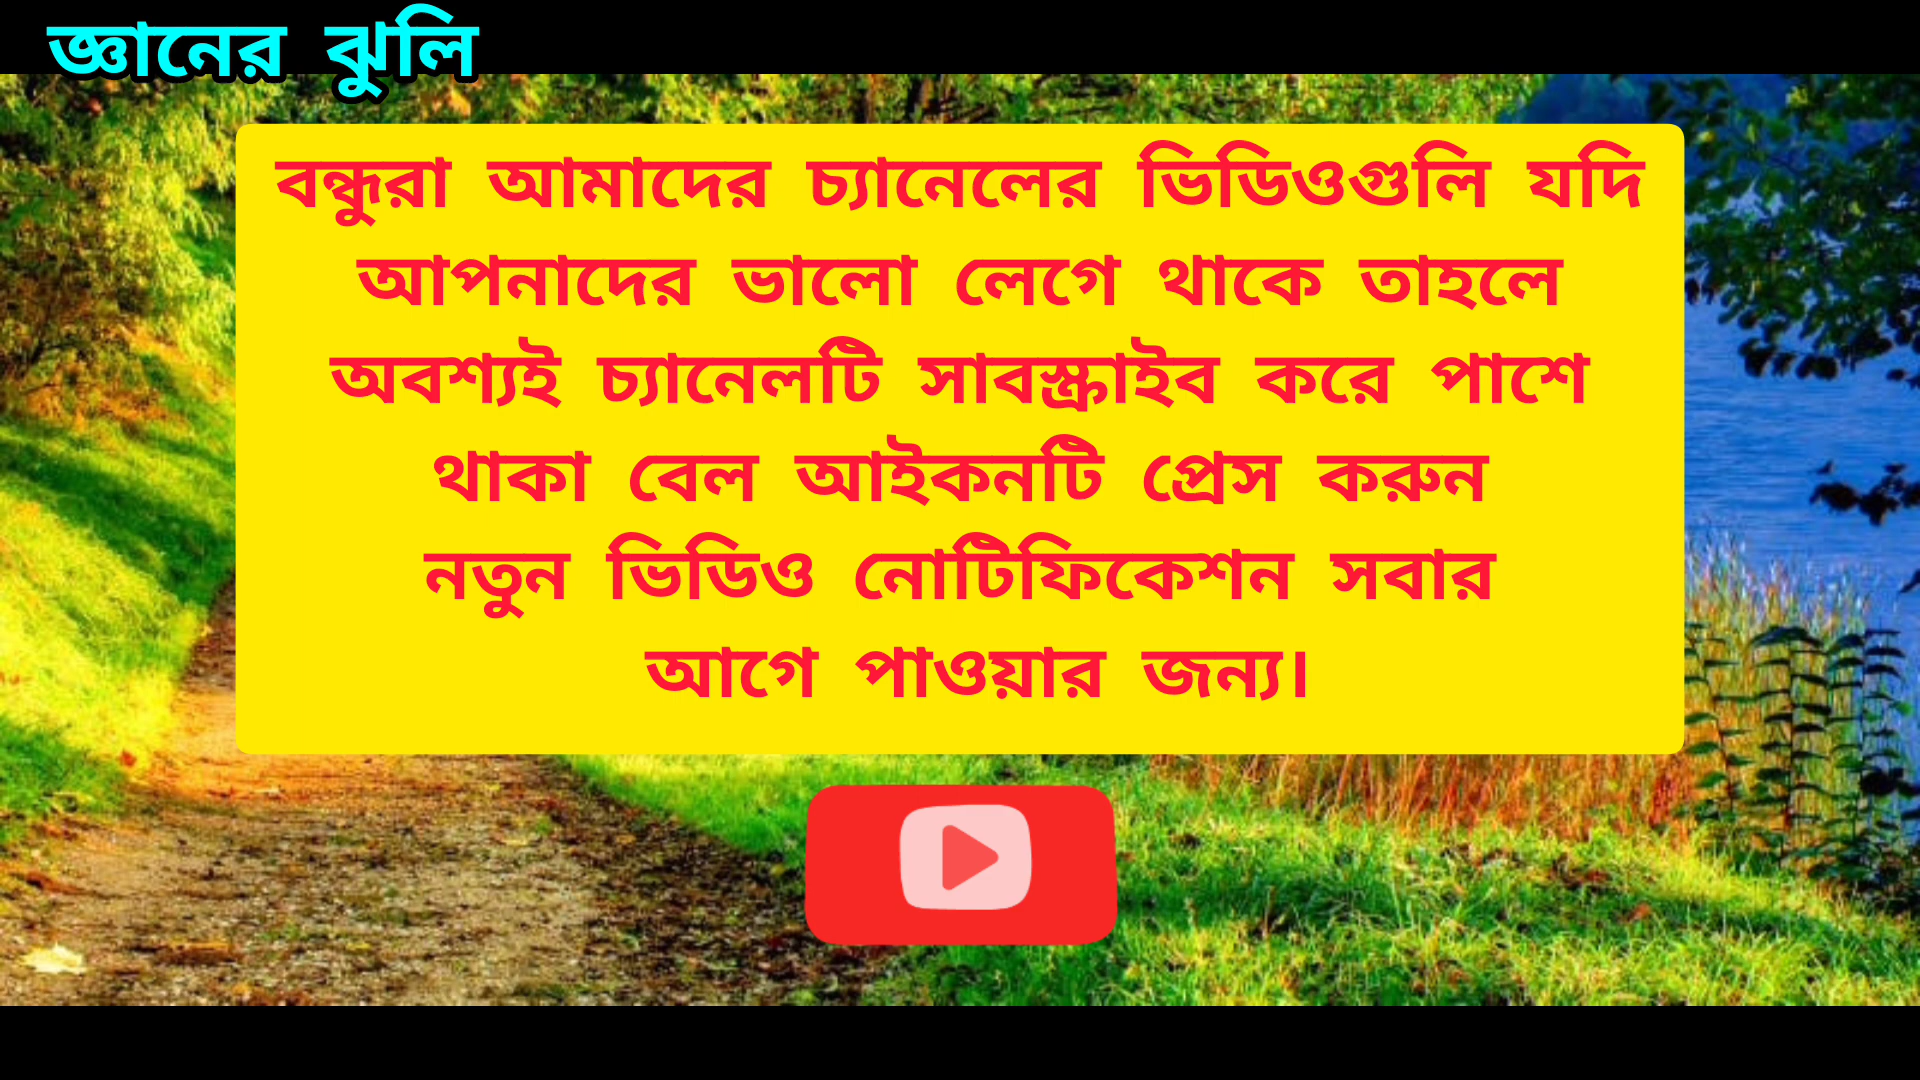 জ্ঞানের ঝুলি
বন্ধুরা আমাদের চ্যানেলের ভিডিওগুলি যদি
আপনাদের ভালো লেগে থাকে তাহলে
অবশ্যই চ্যানেলটি সাবস্ক্রাইব করে পাশে
থাকা বেল আইকনটি প্রেস করুন
নতুন ভিডিও নোটিফিকেশন সবার
আগে পাওয়ার জন্য।